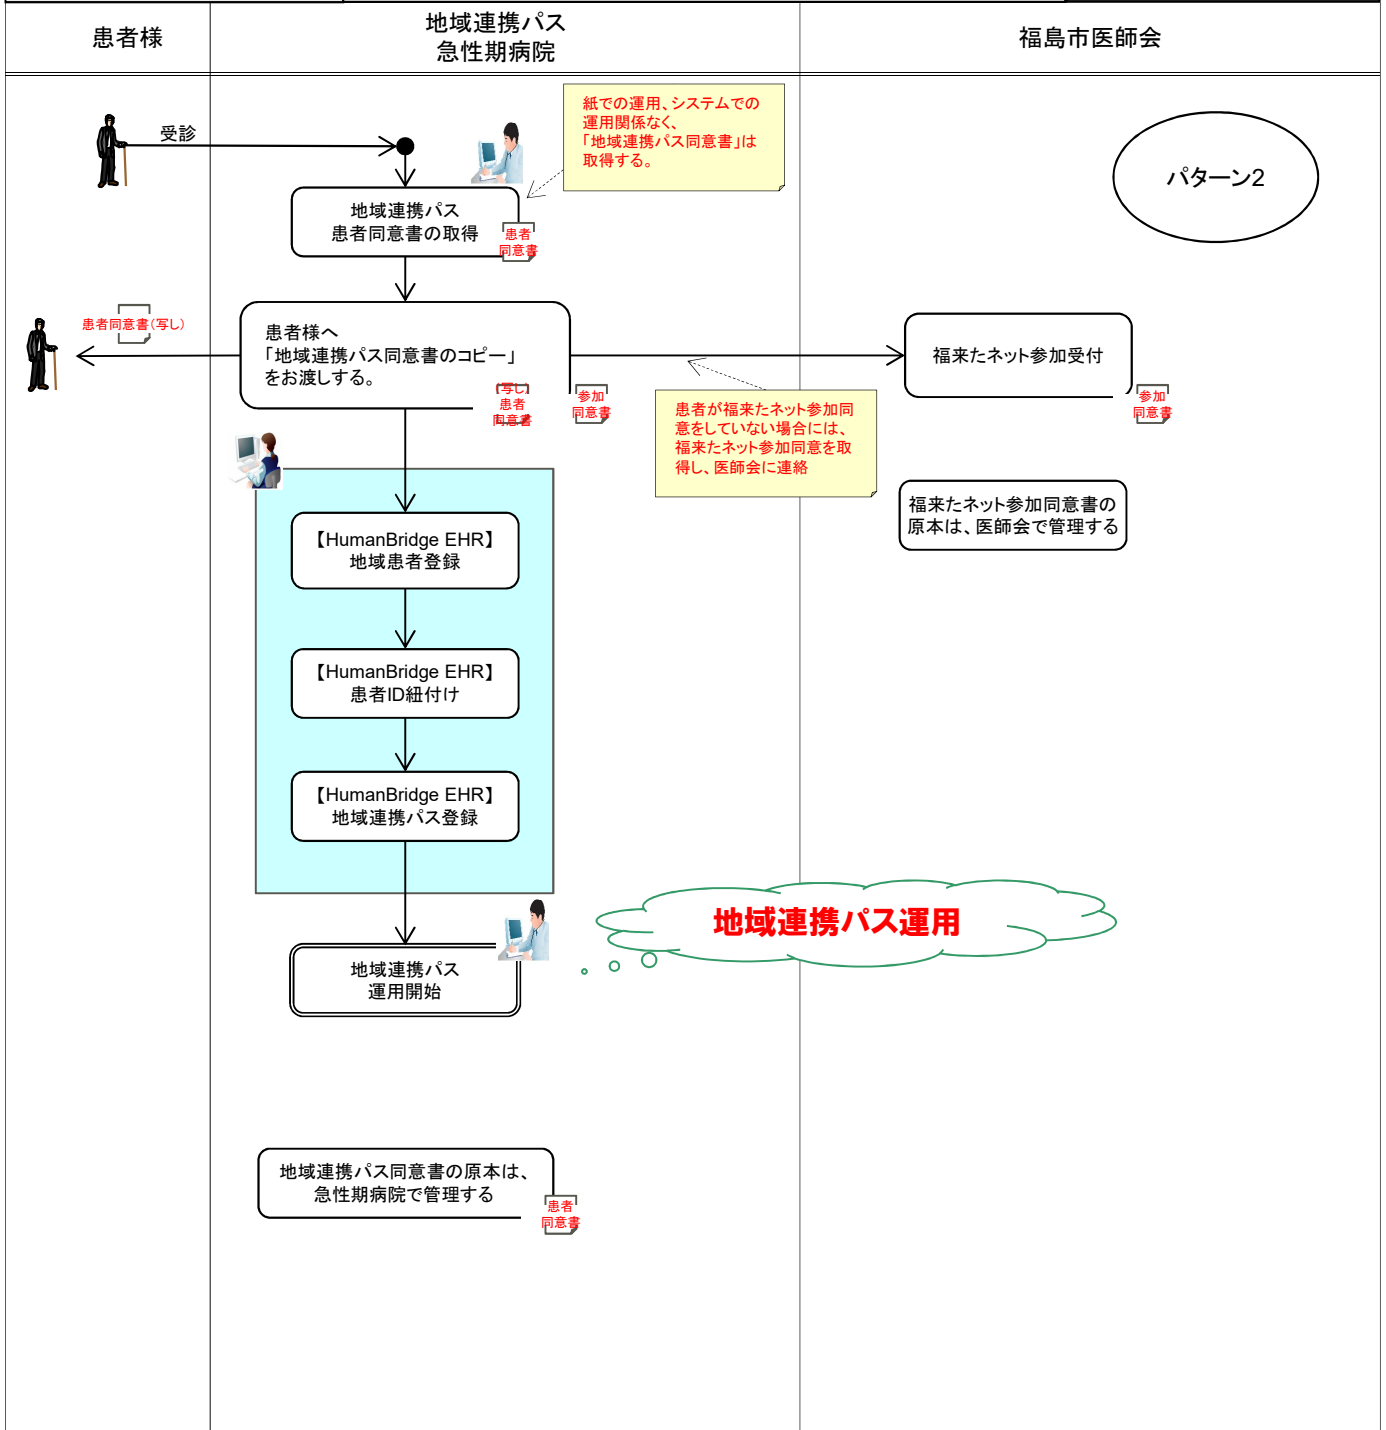 患者様
地域連携パス
急性期病院
福島市医師会
受診
紙での運用、システムでの
運用関係なく、
「地域連携パス同意書」は
取得する。
パターン2
地域連携パス
患者同意書の取得
患者
同意書
患者同意書(写し)
患者様へ
「地域連携パス同意書のコピー」
をお渡しする。
(写し)
患者
同意書
参加
同意書
福来たネット参加受付
参加
同意書
患者が福来たネット参加同
意をしていない場合には、
福来たネット参加同意を取
得し、医師会に連絡
福来たネット参加同意書の
原本は、医師会で管理する
【HumanBridge EHR】
地域患者登録
【HumanBridge EHR】
患者ID紐付け
【HumanBridge EHR】
地域連携パス登録
地域連携パス運用
地域連携パス
運用開始
地域連携パス同意書の原本は、
急性期病院で管理する
患者
同意書